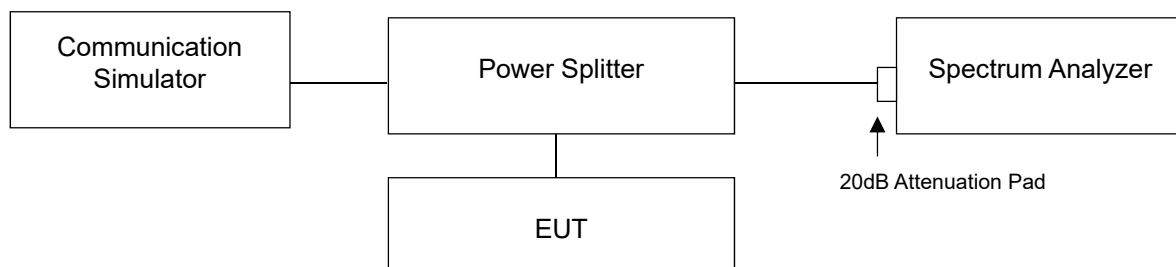 Communication
Simulator
Power Splitter
Spectrum Analyzer
20dB Attenuation Pad
EUT